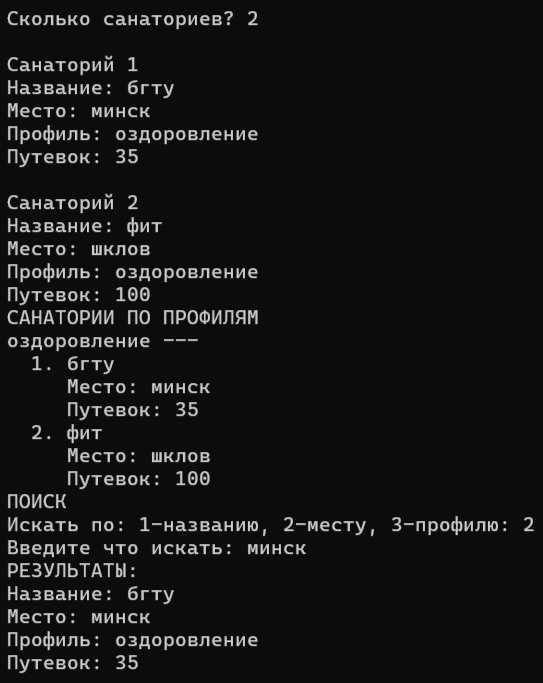 Сколько санаториев? 2
Санаторий 1
Название: бгту
Место: минск
Профиль: оздоровление
Путевок: 35
Санаторий 2
Название: фит
Место: шклов
Профиль: оздоровление
Путевок: 100
САНАТОРИИ ПО ПРОФИЛЯМ
оздоровление ---
1. бгту
Место: минск
Путевок: 35
2. фит
Место: шклов
Путевок: 100
ПОИСК
Искать по: 1-названию, 2-месту, 3-профилю: 2
Введите что искать: минск
РЕЗУЛЬТАТЫ:
Название: бгту
Место: минск
Профиль: оздоровление
Путевок: 35